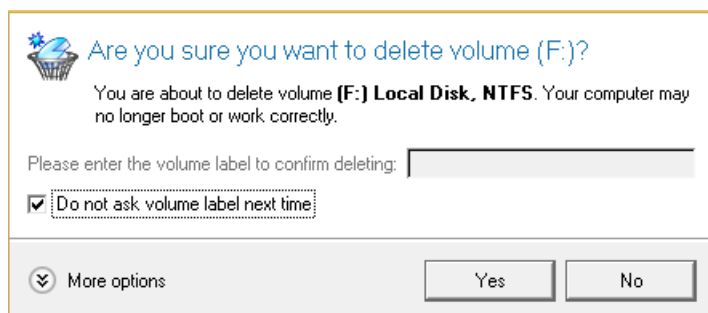 Are you sure you want to delete volume (F:)?
You are about to delete volume (F:) Local Disk, NTFS. Your computer may
no longer boot or work correctly.
Please enter the volume label to confirm deleting:
Do not ask volume label next time
More options
Yes
No